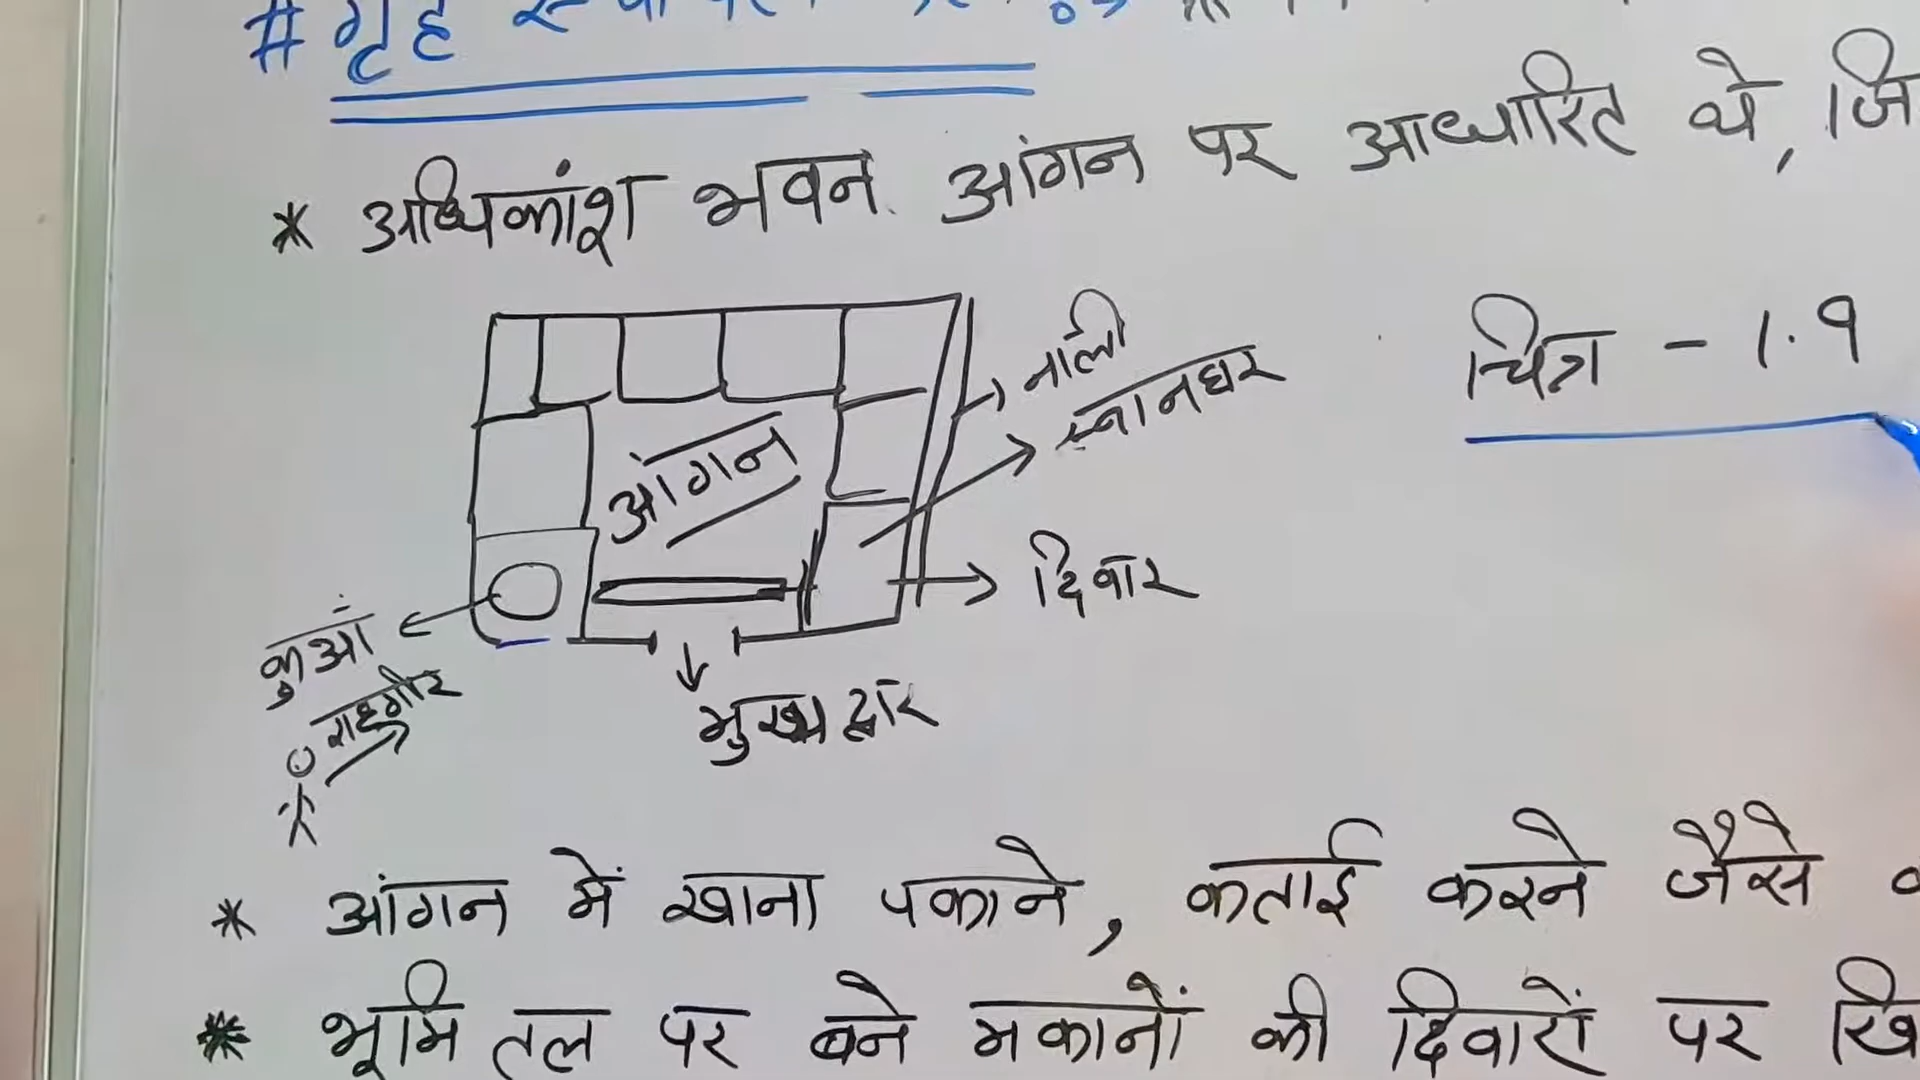 # गृह
* अधिकांश भवन आंगन पर आधारित थे,
नाली
स्नानघर
चित्र - 1.9
आंगन
दिवार
कुआं
राहगीर
मुख्य द्वार
* आंगन में खाना पकाने, कताई करने जैसे
* भूमि तल पर बने मकानों की दिवारों पर